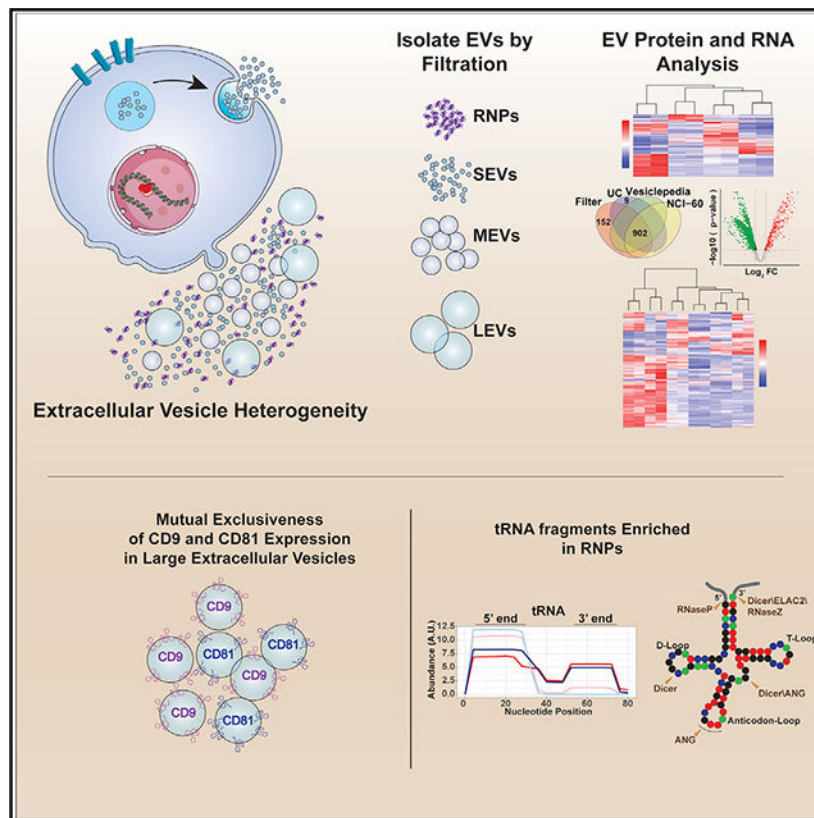 Isolate EVs by
Filtration
EV Protein and RNA
Analysis
RNPs
SEVs
MEVs
LEVs
UC Vesiclepedia
Filter
9
NCI-60
152
902
-log10 ( p-value )
Log2 FC
Extracellular Vesicle Heterogeneity
Mutual Exclusiveness
of CD9 and CD81 Expression
in Large Extracellular Vesicles
CD9
CD81
CD81
CD9
CD9
CD9
CD81
tRNA fragments Enriched
in RNPs
tRNA
5' end
3' end
Abundance (A.U.)
12.5
10.0
7.5
5.0
2.5
0
0
20
40
60
80
Nucleotide Position
5'
3'
RNaseP
Dicer\ELAC2\
RNaseZ
D-Loop
T-Loop
Dicer
Dicer\ANG
Anticodon-Loop
ANG